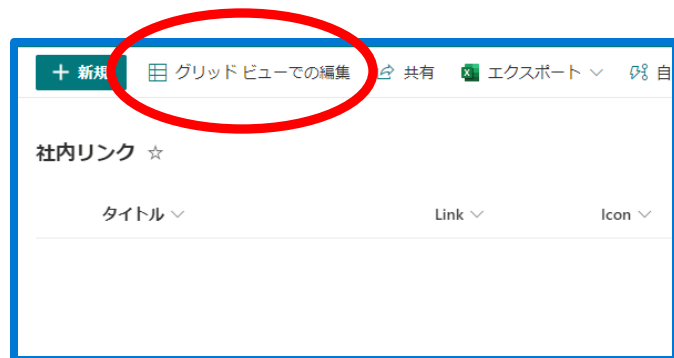 新規 グリッド ビューでの編集 共有 エクスポート 自
社内リンク
タイトル Link Icon